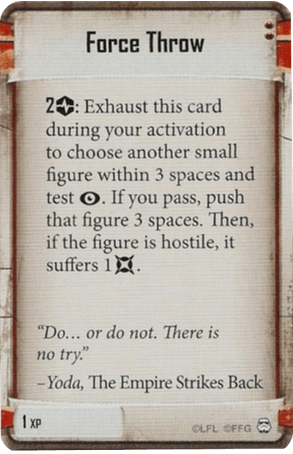 Force Throw
2: Exhaust this card
during your activation
to choose another small
figure within 3 spaces and
test . If you pass, push
that figure 3 spaces. Then,
if the figure is hostile, it
suffers 1.
“Do… or do not. There is
no try.”
–Yoda, The Empire Strikes Back
1 XP
©LFL ©FFG